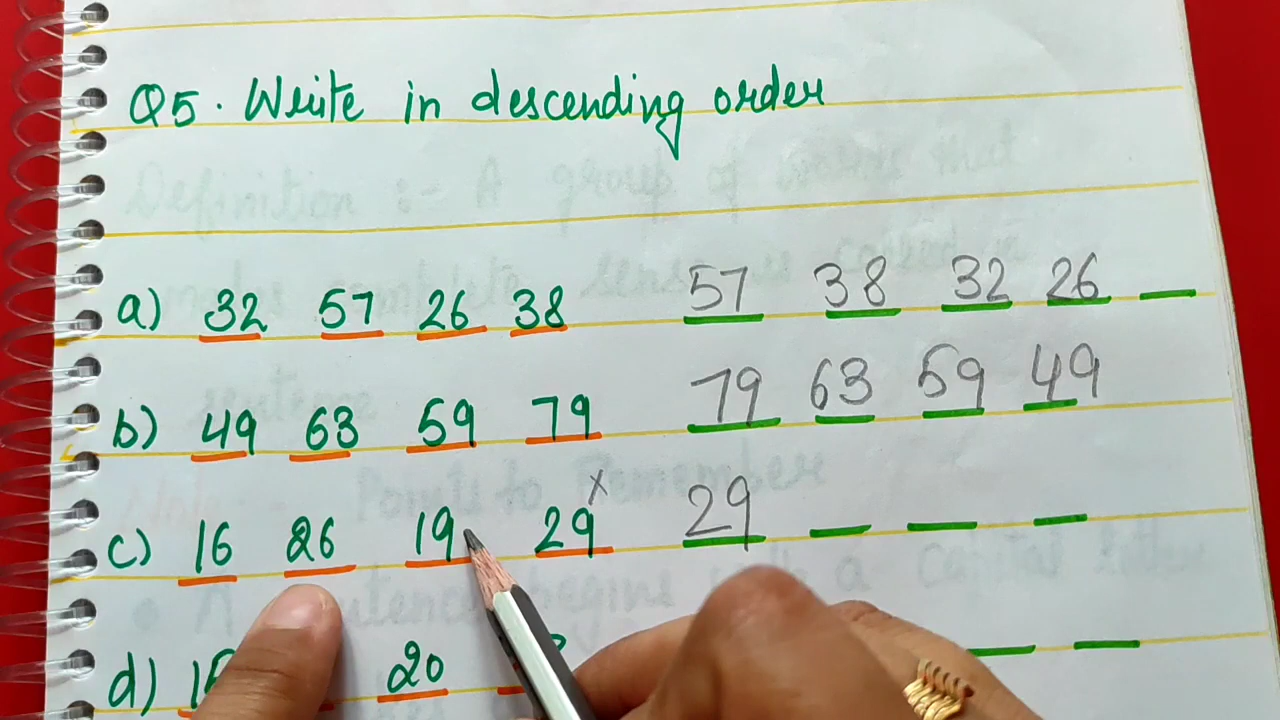 Q5. Write in descending order
a) 32 57 26 38 57 38 32 26
b) 49 63 59 79 79 63 59 49
c) 16 26 19 29 x 29
d) 20